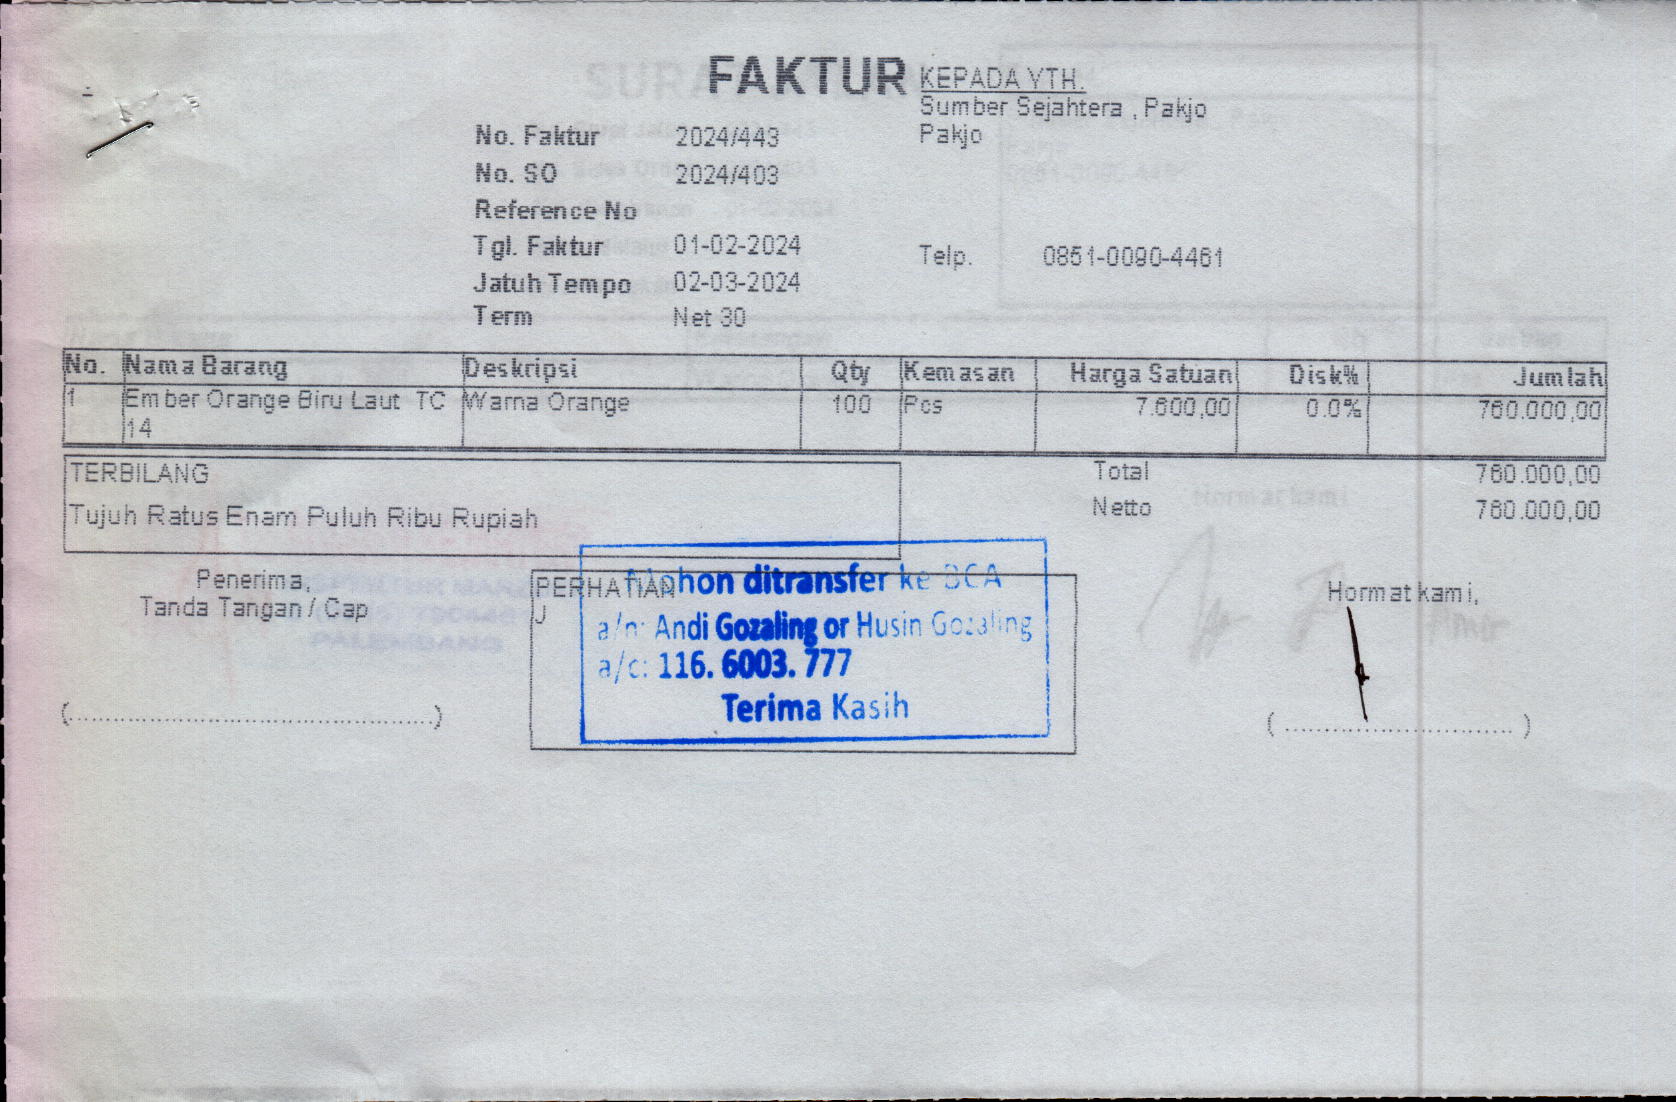 FAKTUR
KEPADA YTH.
Sumber Sejahtera , Pakjo
Pakjo
No. Faktur 2024/443
No. SO 2024/403
Reference No
Tgl. Faktur 01-02-2024
Jatuh Tempo 02-03-2024
Term Net 30
Telp. 0851-0090-4461
No. Nama Barang Deskripsi Qty Kemasan Harga Satuan Disk% Jumlah
1 Ember Orange Biru Laut TC Warna Orange 100 Pcs 7.600,00 0.0% 760.000,00
14
TERBILANG
Tujuh Ratus Enam Puluh Ribu Rupiah
Total 760.000,00
Netto 760.000,00
Penerima,
Tanda Tangan / Cap
PERHATIAN
J
Mohon ditransfer ke BCA
a/n: Andi Gozaling or Husin Gozaling
a/c: 116. 6003. 777
Terima Kasih
Hormat kami,
PALEMBANG